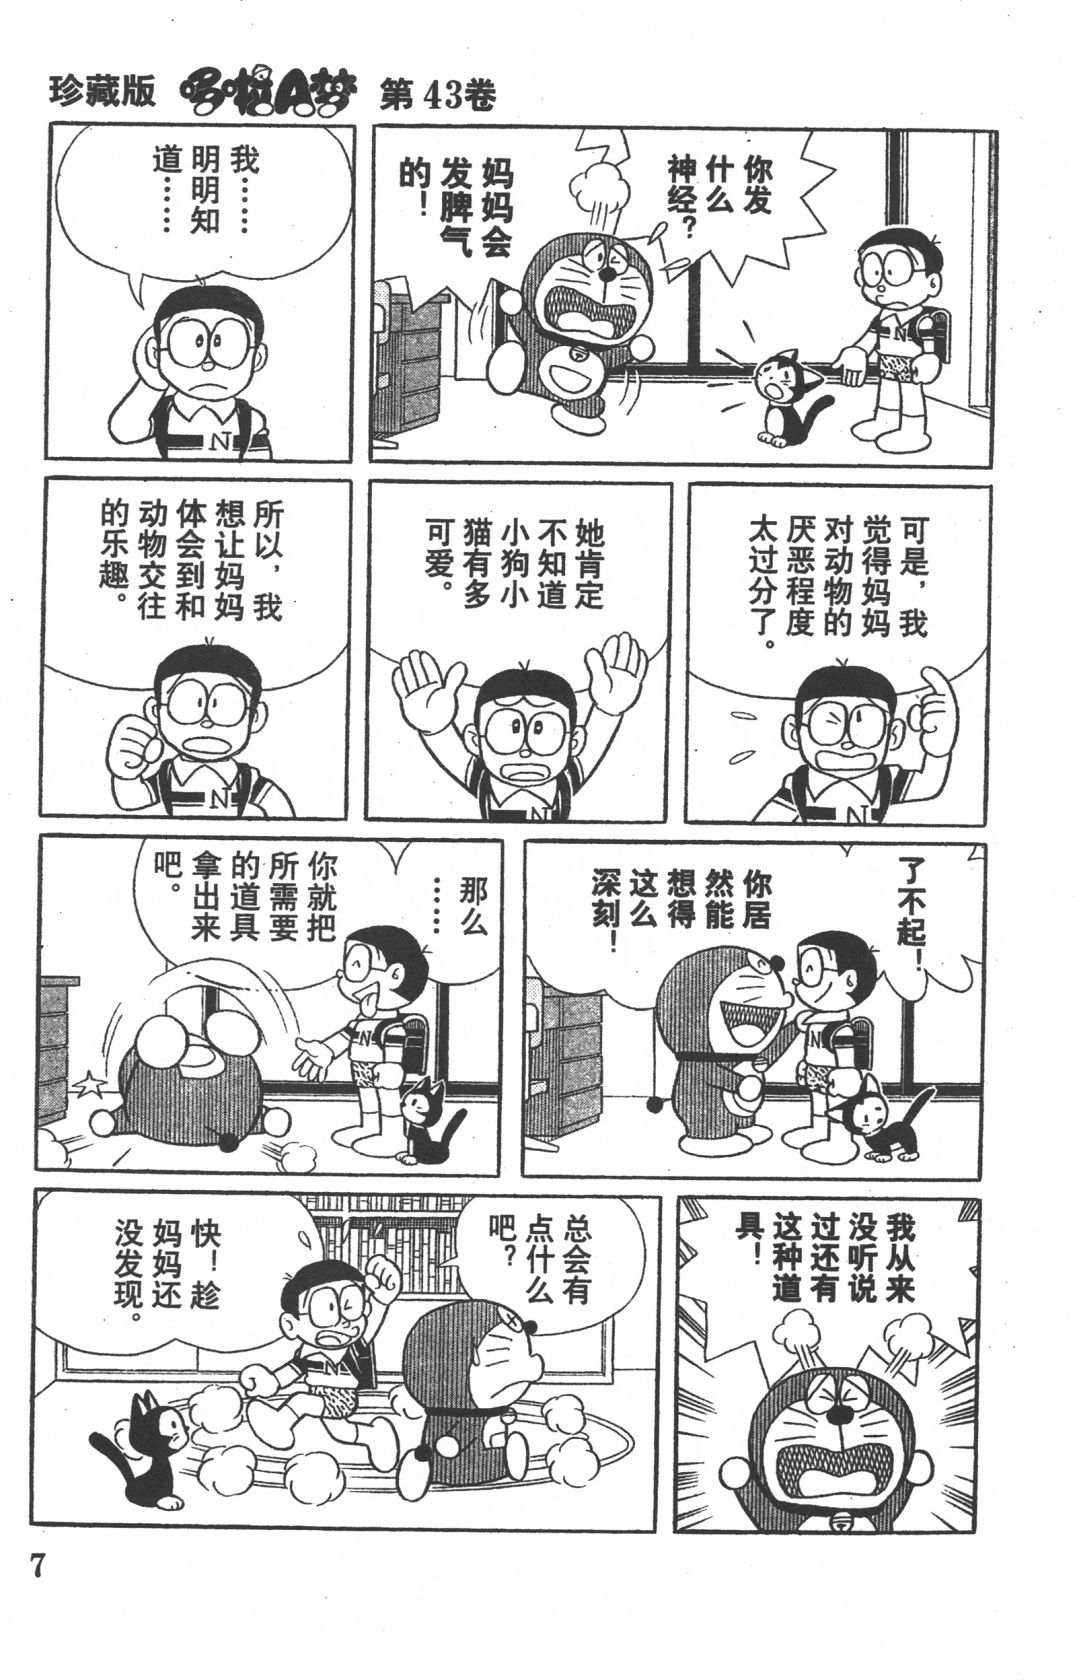 珍藏版 哆啦A梦 第43卷
你发
什么
神经？
妈妈会
发脾气
的！
我……
明明知
道……
可是，我
觉得妈妈
对动物的
厌恶程度
太过分了。
她肯定
不知道
小狗小
猫有多
可爱。
所以，我
想让妈妈
体会到和
动物交往
的乐趣。
了不起！
你居
然能
想得
这么
深刻！
那么
……
你就把
所需要
的道具
拿出来
吧。
我从来
没听说
过还有
这种道
具！
总会有
点什么
吧？
快！趁
妈妈还
没发现。
N
N
N
N
N
N
N
N
7